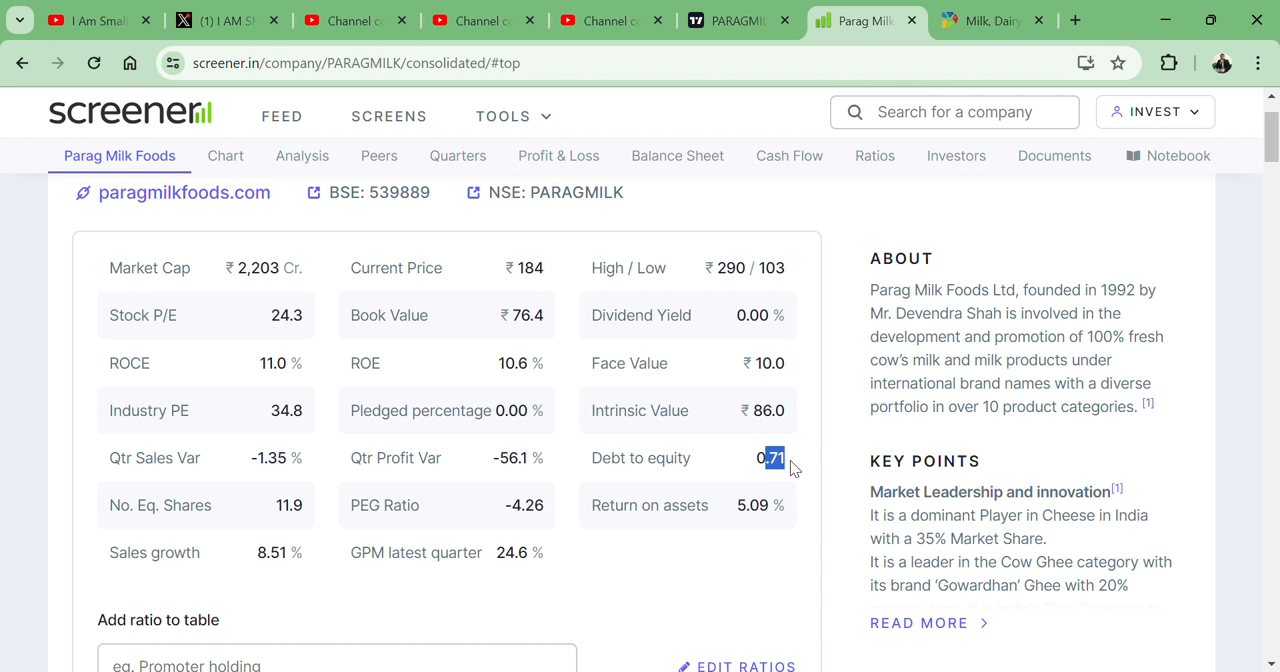 I Am Small
(1) I AM S
Channel c
Channel c
Channel c
PARAGMIL
Parag Milk
Milk, Dairy
screener.in/company/PARAGMILK/consolidated/#top
screener
FEED
SCREENS
TOOLS
Search for a company
INVEST
Parag Milk Foods
Chart
Analysis
Peers
Quarters
Profit & Loss
Balance Sheet
Cash Flow
Ratios
Investors
Documents
Notebook
paragmilkfoods.com
BSE: 539889
NSE: PARAGMILK
Market Cap ₹ 2,203 Cr.
Current Price ₹ 184
High / Low ₹ 290 / 103
Stock P/E 24.3
Book Value ₹ 76.4
Dividend Yield 0.00 %
ROCE 11.0 %
ROE 10.6 %
Face Value ₹ 10.0
Industry PE 34.8
Pledged percentage 0.00 %
Intrinsic Value ₹ 86.0
Qtr Sales Var -1.35 %
Qtr Profit Var -56.1 %
Debt to equity 0.71
No. Eq. Shares 11.9
PEG Ratio -4.26
Return on assets 5.09 %
Sales growth 8.51 %
GPM latest quarter 24.6 %
Add ratio to table
eg. Promoter holding
EDIT RATIOS
ABOUT
Parag Milk Foods Ltd, founded in 1992 by
Mr. Devendra Shah is involved in the
development and promotion of 100% fresh
cow's milk and milk products under
international brand names with a diverse
portfolio in over 10 product categories. [1]
KEY POINTS
Market Leadership and innovation[1]
It is a dominant Player in Cheese in India
with a 35% Market Share.
It is a leader in the Cow Ghee category with
its brand 'Gowardhan' Ghee with 20%
READ MORE